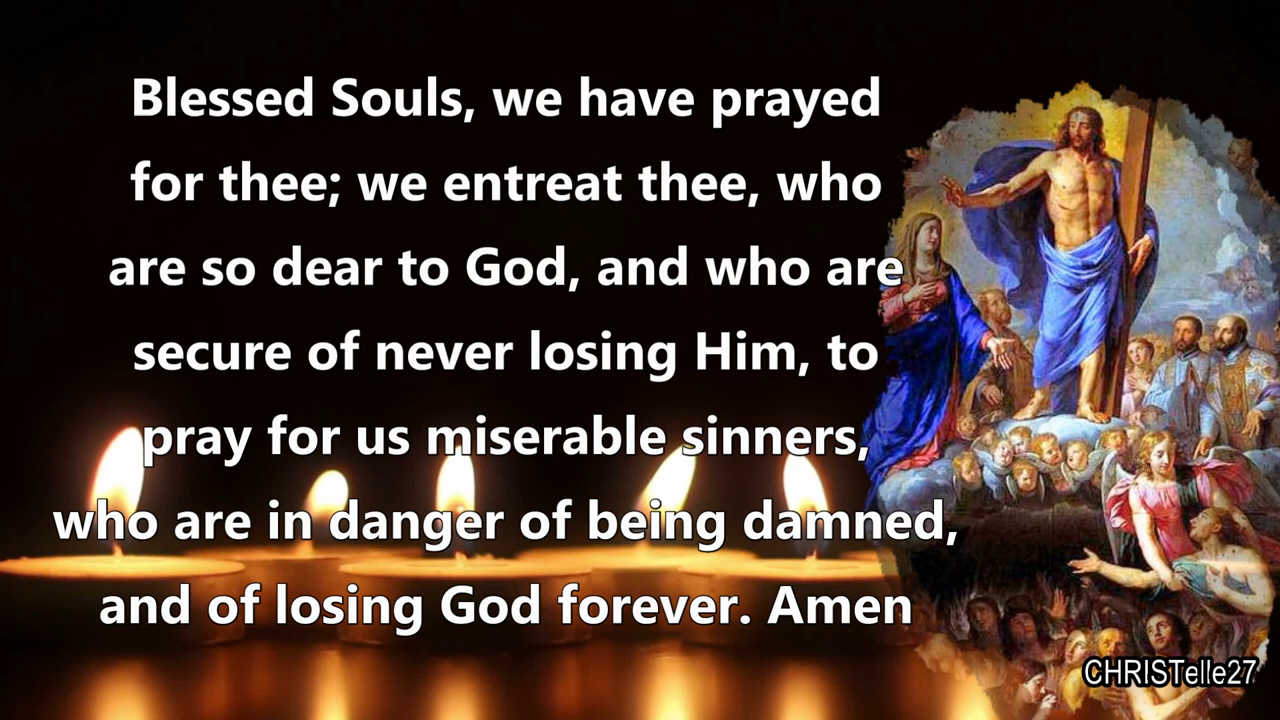 Blessed Souls, we have prayed
for thee; we entreat thee, who
are so dear to God, and who are
secure of never losing Him, to
pray for us miserable sinners,
who are in danger of being damned,
and of losing God forever. Amen
CHRISTelle27